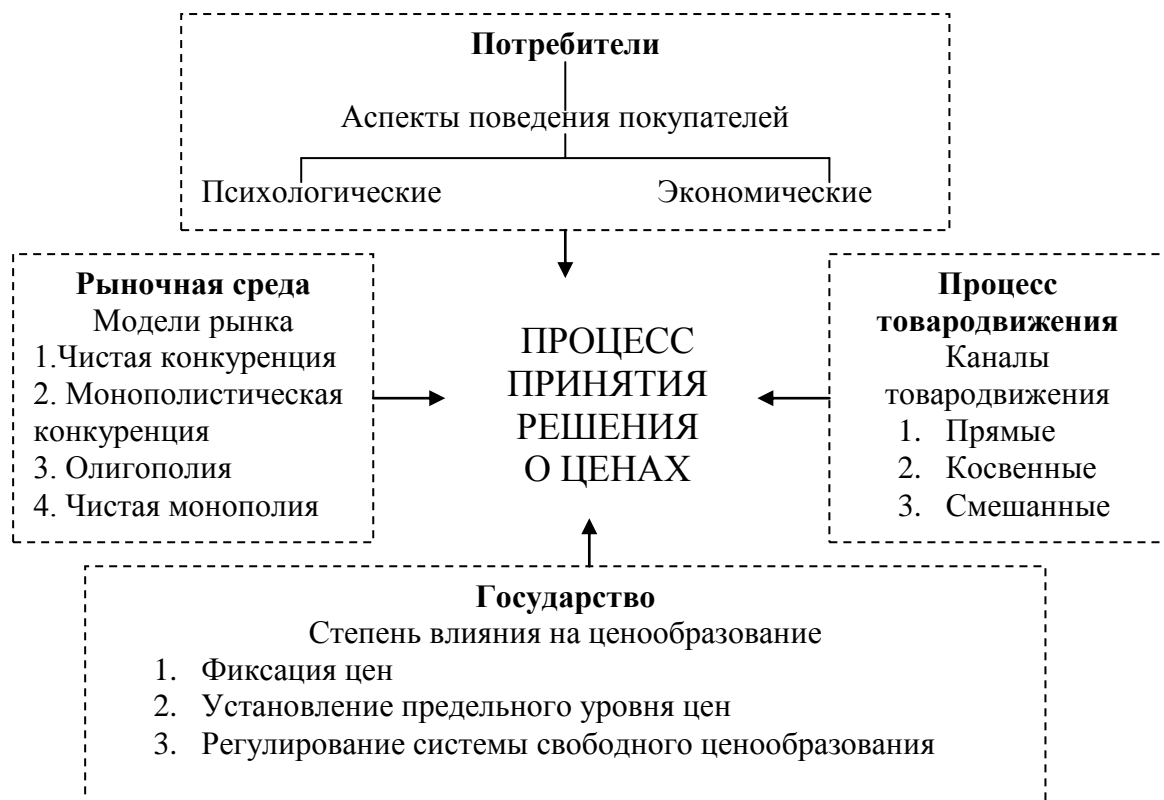 Потребители
Аспекты поведения покупателей
Психологические
Экономические
Рыночная среда
Модели рынка
1.Чистая конкуренция
2. Монополистическая
конкуренция
3. Олигополия
4. Чистая монополия
ПРОЦЕСС
ПРИНЯТИЯ
РЕШЕНИЯ
О ЦЕНАХ
Процесс
товародвижения
Каналы
товародвижения
1. Прямые
2. Косвенные
3. Смешанные
Государство
Степень влияния на ценообразование
1. Фиксация цен
2. Установление предельного уровня цен
3. Регулирование системы свободного ценообразования